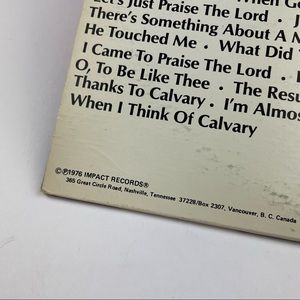 When G
Let's Just Praise The Lord •
There's Something About A
He Touched Me • What Did
I Came To Praise The Lord •
O, To Be Like Thee • The Resu
Thanks To Calvary • I'm Almos
When I Think Of Calvary
©℗1976 IMPACT RECORDS®
365 Great Circle Road, Nashville, Tennessee 37228/Box 2307, Vancouver, B. C. Canada